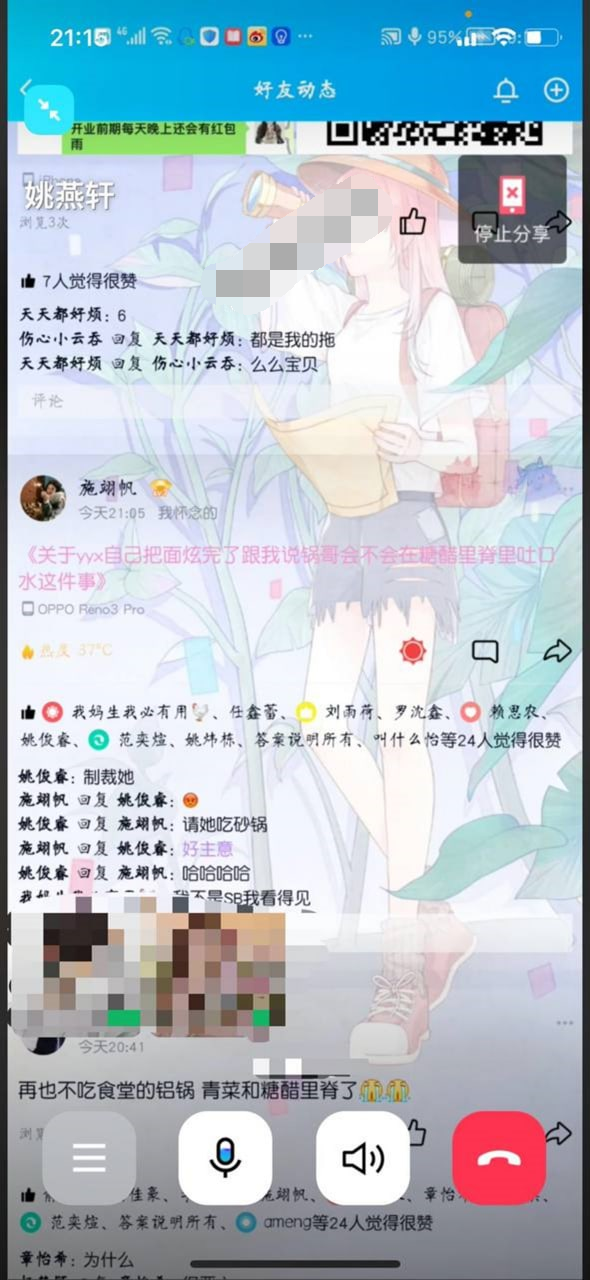 21:15
4G
95%
好友动态
开业前期每天晚上还会有红包
雨
姚燕轩
浏览3次
停止分享
7人觉得很赞
天天都好烦：6
伤心小云吞 回复 天天都好烦：都是我的拖
天天都好烦 回复 伤心小云吞：么么宝贝
评论
施翊帆
今天21:05 我怀念的
《关于yyx自己把面炫完了跟我说锅哥会不会在糖醋里脊里吐口
水这件事》
OPPO Reno3 Pro
热度 37°C
我妈生我必有用、任鑫蕾、刘雨荷、罗沈鑫、赖思农、
姚俊睿、范奕煊、姚炜栋、答案说明所有、叫什么怡等24人觉得很赞
姚俊睿：制裁她
施翊帆 回复 姚俊睿：
姚俊睿 回复 施翊帆：请她吃砂锅
施翊帆 回复 姚俊睿：好主意
姚俊睿 回复 施翊帆：哈哈哈哈
我不是SB我看得见
今天20:41
再也不吃食堂的铝锅 青菜和糖醋里脊了
佳豪、施翊帆、章怡
范奕煊、答案说明所有、ameng等24人觉得很赞
章怡希：为什么